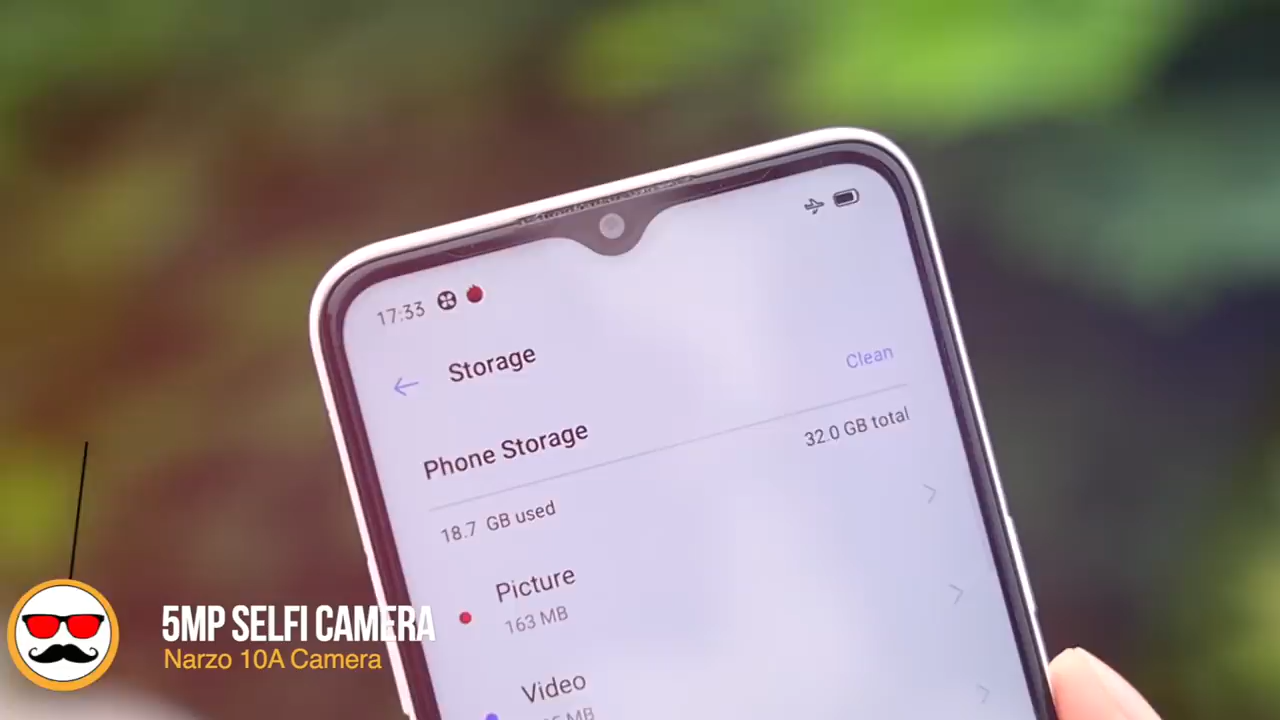 17:33
Storage
Clean
Phone Storage
32.0 GB total
18.7 GB used
Picture
163 MB
Video
MB
5MP SELFI CAMERA
Narzo 10A Camera